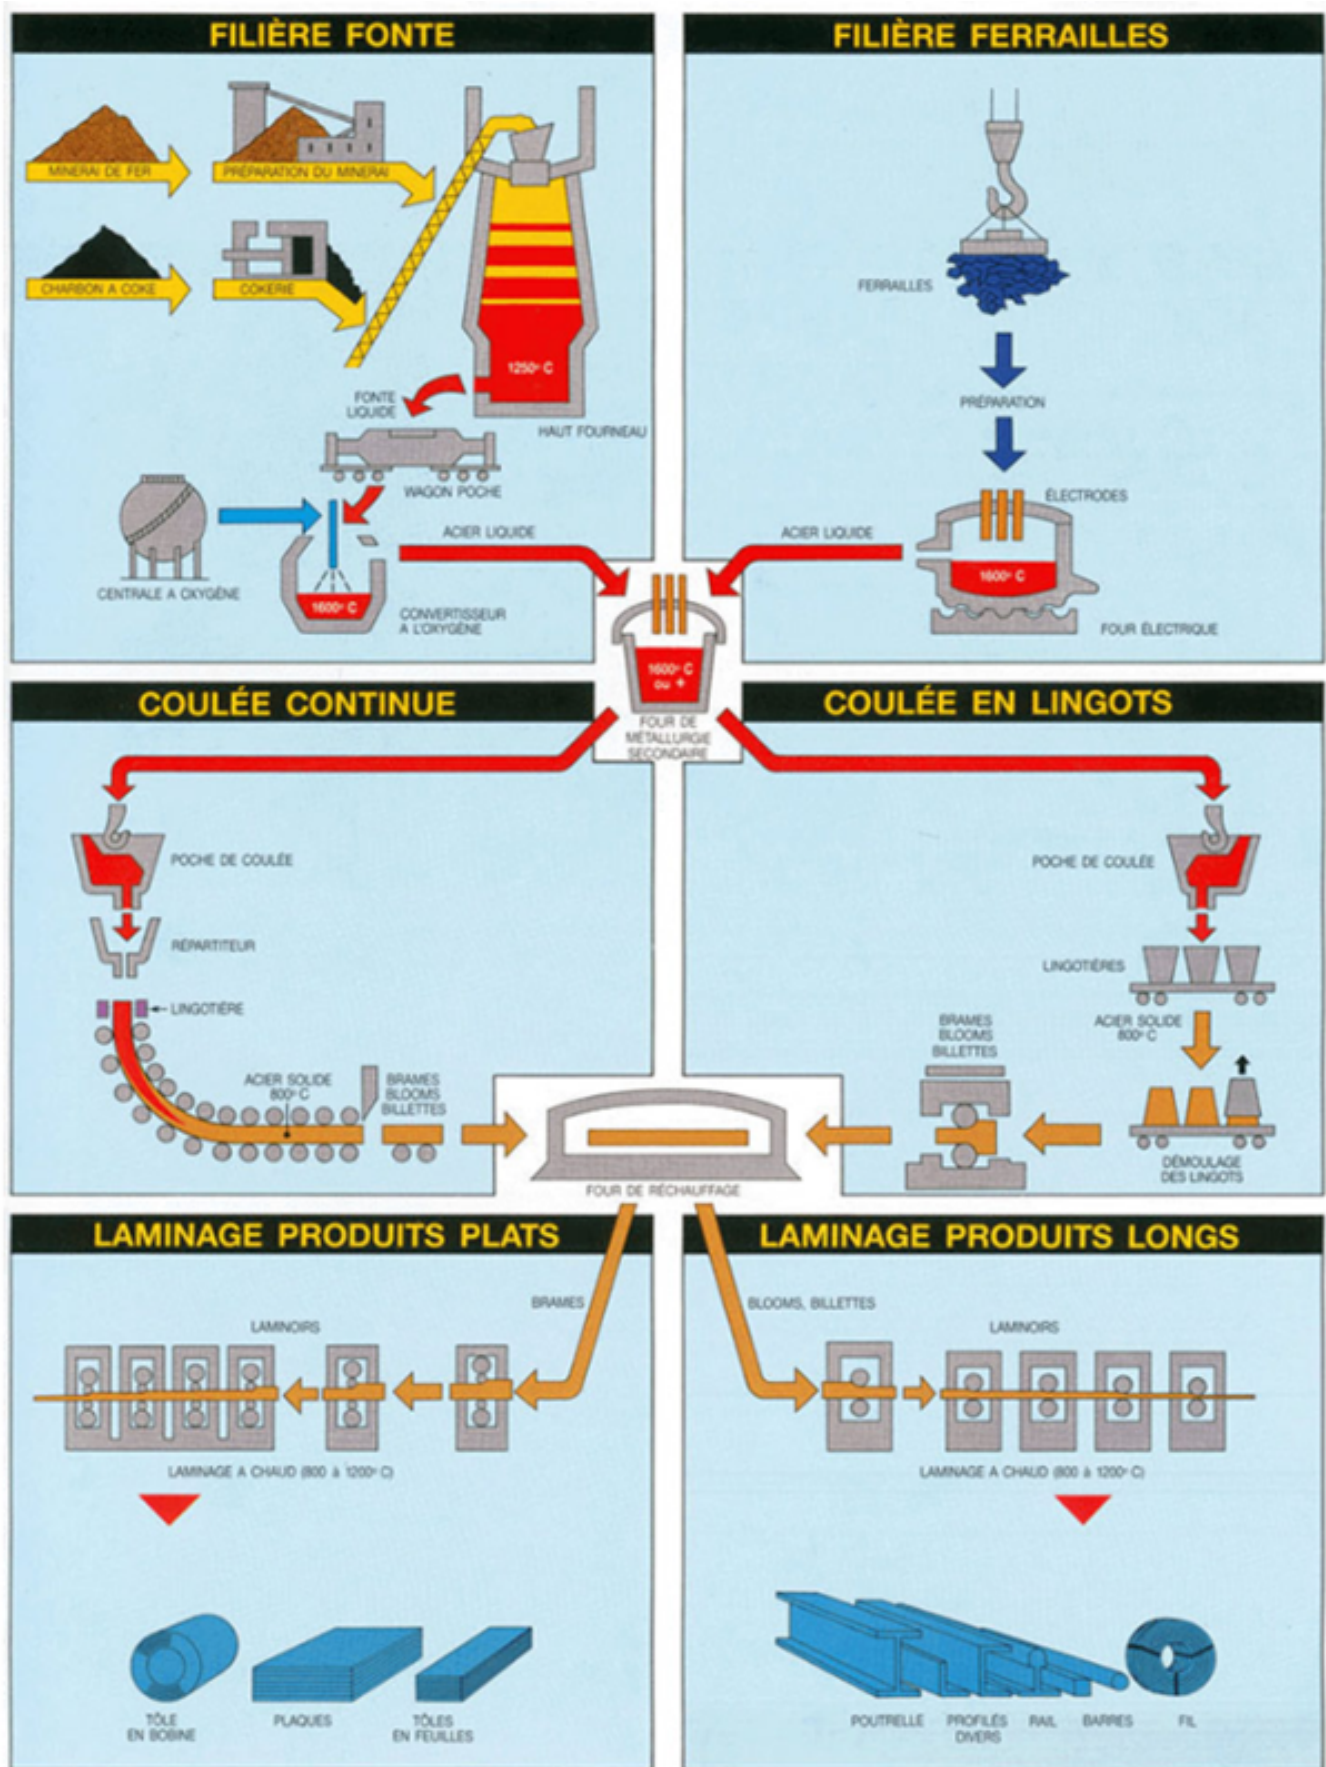 FILIÈRE FONTE
MINERAI DE FER
PRÉPARATION DU MINERAI
CHARBON A COKE
COKERIE
1250° C
FONTE
LIQUIDE
HAUT FOURNEAU
WAGON POCHE
CENTRALE A OXYGÈNE
1600° C
CONVERTISSEUR
A L'OXYGÈNE
ACIER LIQUIDE
FILIÈRE FERRAILLES
FERRAILLES
PRÉPARATION
ÉLECTRODES
ACIER LIQUIDE
1600° C
FOUR ÉLECTRIQUE
1600° C
ou +
FOUR DE
MÉTALLURGIE
SECONDAIRE
COULÉE CONTINUE
POCHE DE COULÉE
RÉPARTITEUR
LINGOTIÈRE
ACIER SOLIDE
800° C
BRAMES
BLOOMS
BILLETTES
COULÉE EN LINGOTS
POCHE DE COULÉE
LINGOTIÈRES
ACIER SOLIDE
800° C
BRAMES
BLOOMS
BILLETTES
DÉMOULAGE
DES LINGOTS
FOUR DE RÉCHAUFFAGE
LAMINAGE PRODUITS PLATS
BRAMES
LAMINOIRS
LAMINAGE A CHAUD (800 à 1200° C)
TÔLE
EN BOBINE
PLAQUES
TÔLES
EN FEUILLES
LAMINAGE PRODUITS LONGS
BLOOMS, BILLETTES
LAMINOIRS
LAMINAGE A CHAUD (800 à 1200° C)
POUTRELLE
PROFILÉS
DIVERS
RAIL
BARRES
FIL